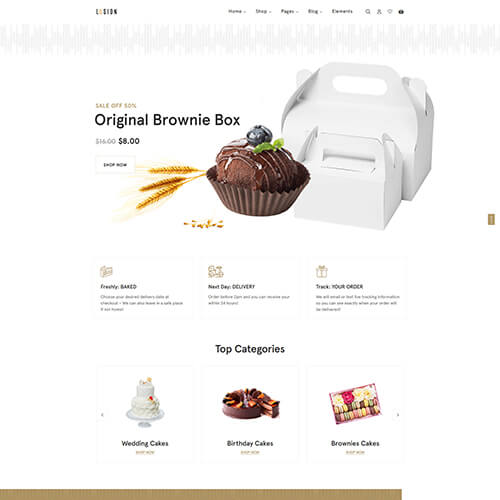 LUSION
Home Shop Pages Blog Elements
SALE OFF 50%
Original Brownie Box
$16.00 $8.00
SHOP NOW
Freshly: BAKED
Choose your desired delivery date at
checkout – We can also leave in a safe place
if not home!
Next Day: DELIVERY
Order before 2pm and you can receive your
within 24 hours!
Track: YOUR ORDER
We will email or text live tracking information
so you can see exactly when your order will
be delivered!
Top Categories
Wedding Cakes
SHOP NOW
Birthday Cakes
SHOP NOW
Brownies Cakes
SHOP NOW